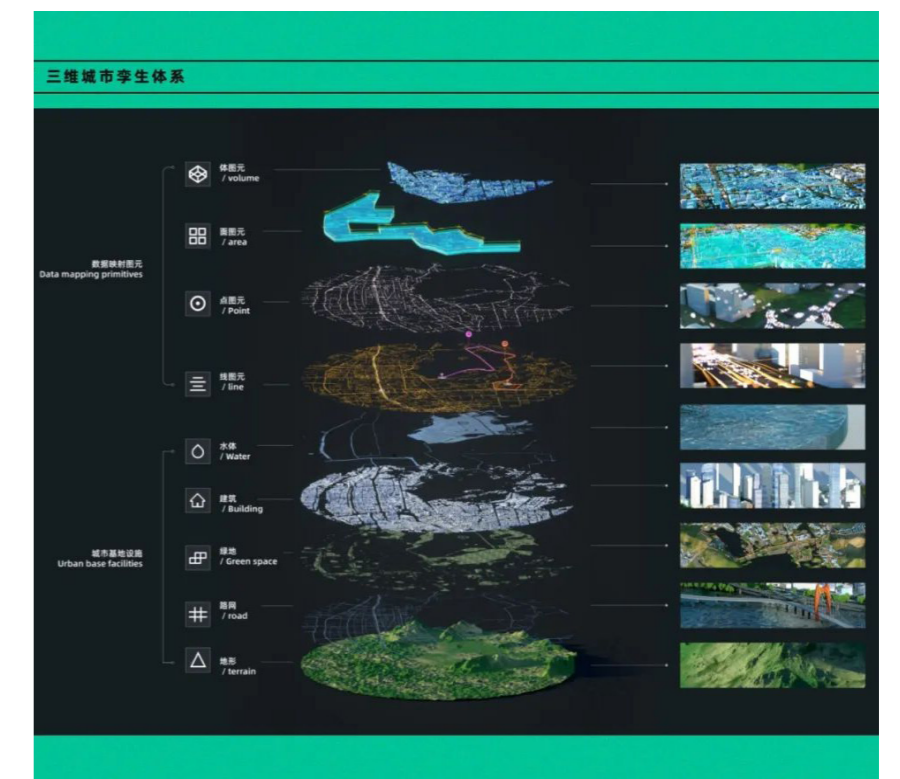 三维城市孪生体系
体图元
/ volume
面图元
/ area
数据映射图元
Data mapping primitives
点图元
/ Point
线图元
/ line
水体
/ Water
建筑
/ Building
城市基地设施
Urban base facilities
绿地
/ Green space
路网
/ road
地形
/ terrain